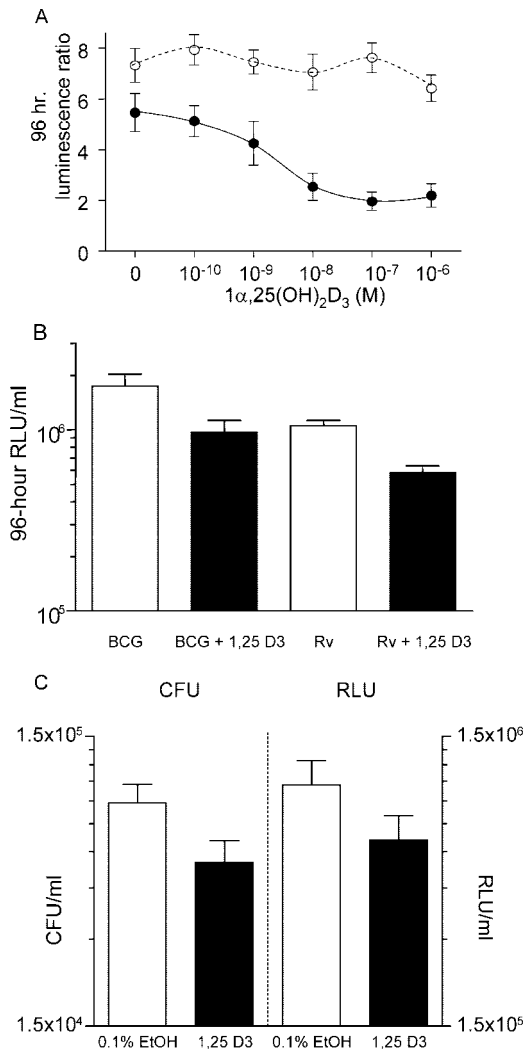 A
96 hr.
luminescence ratio
8
6
4
2
0
0 10⁻¹⁰ 10⁻⁹ 10⁻⁸ 10⁻⁷ 10⁻⁶
1α,25(OH)₂D₃ (M)
B
96-hour RLU/ml
10⁶
10⁵
BCG BCG + 1,25 D3 Rv Rv + 1,25 D3
C
CFU RLU
1.5x10⁵ 1.5x10⁶
CFU/ml RLU/ml
1.5x10⁴ 1.5x10⁵
0.1% EtOH 1,25 D3 0.1% EtOH 1,25 D3